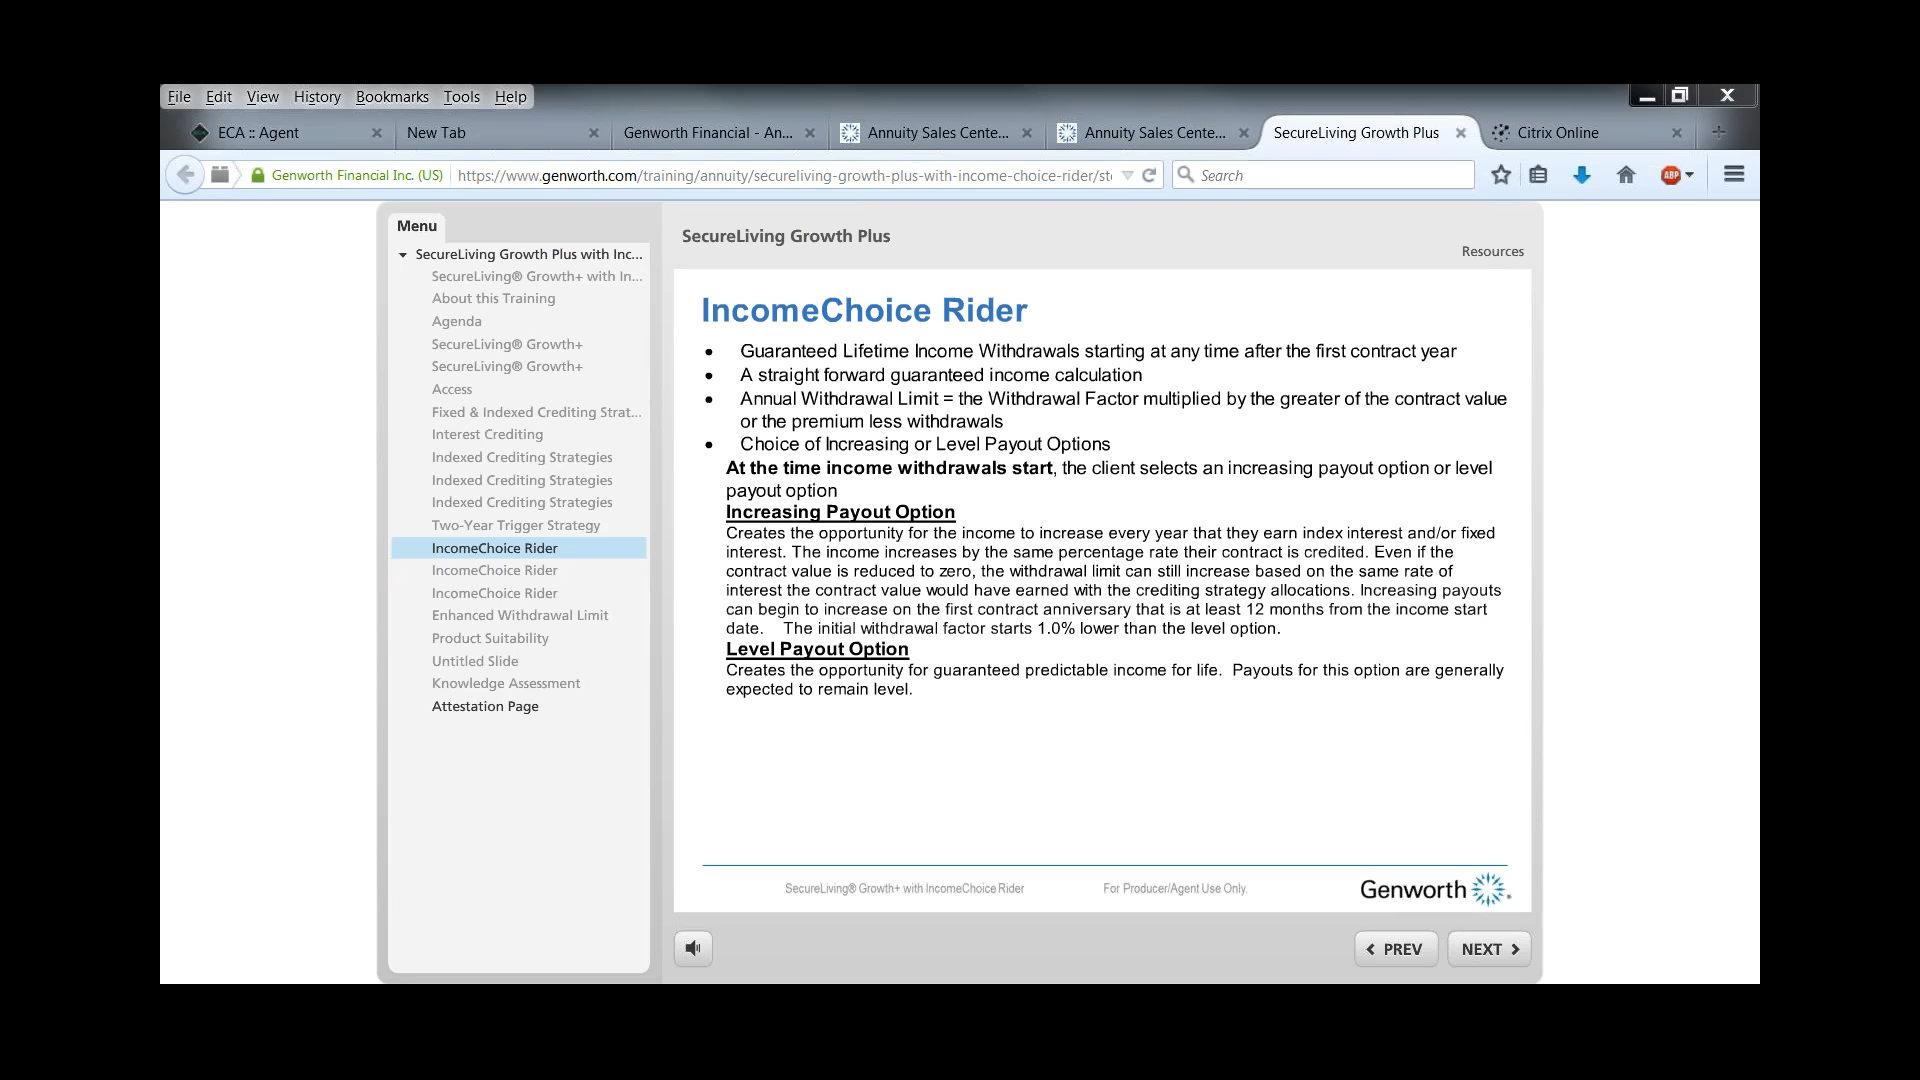 File Edit View History Bookmarks Tools Help
ECA :: Agent
New Tab
Genworth Financial - An...
Annuity Sales Cente...
Annuity Sales Cente...
SecureLiving Growth Plus
Citrix Online
Genworth Financial Inc. (US)
https://www.genworth.com/training/annuity/secureliving-growth-plus-with-income-choice-rider/st
Search
ABP
Menu
SecureLiving Growth Plus with Inc...
SecureLiving® Growth+ with In...
About this Training
Agenda
SecureLiving® Growth+
SecureLiving® Growth+
Access
Fixed & Indexed Crediting Strat...
Interest Crediting
Indexed Crediting Strategies
Indexed Crediting Strategies
Indexed Crediting Strategies
Two-Year Trigger Strategy
IncomeChoice Rider
IncomeChoice Rider
IncomeChoice Rider
Enhanced Withdrawal Limit
Product Suitability
Untitled Slide
Knowledge Assessment
Attestation Page
SecureLiving Growth Plus
Resources
IncomeChoice Rider
• Guaranteed Lifetime Income Withdrawals starting at any time after the first contract year
• A straight forward guaranteed income calculation
• Annual Withdrawal Limit = the Withdrawal Factor multiplied by the greater of the contract value
or the premium less withdrawals
• Choice of Increasing or Level Payout Options
At the time income withdrawals start, the client selects an increasing payout option or level
payout option
Increasing Payout Option
Creates the opportunity for the income to increase every year that they earn index interest and/or fixed
interest. The income increases by the same percentage rate their contract is credited. Even if the
contract value is reduced to zero, the withdrawal limit can still increase based on the same rate of
interest the contract value would have earned with the crediting strategy allocations. Increasing payouts
can begin to increase on the first contract anniversary that is at least 12 months from the income start
date. The initial withdrawal factor starts 1.0% lower than the level option.
Level Payout Option
Creates the opportunity for guaranteed predictable income for life. Payouts for this option are generally
expected to remain level.
SecureLiving® Growth+ with IncomeChoice Rider
For Producer/Agent Use Only.
Genworth
PREV
NEXT